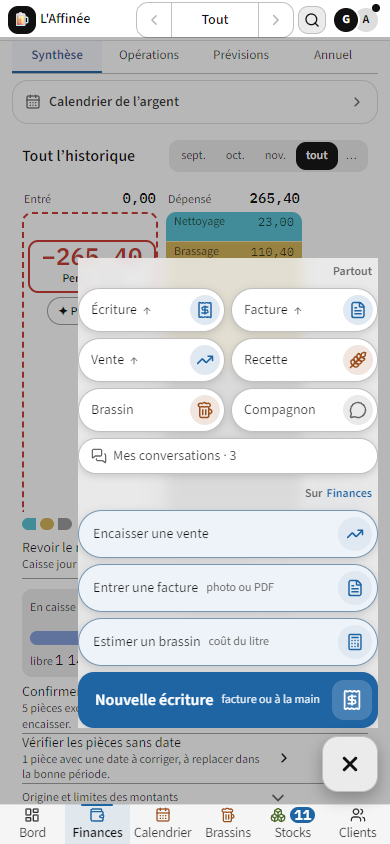 L'Affinée
Tout
G
A
Synthèse
Opérations
Prévisions
Annuel
Calendrier de l'argent
Tout l'historique
sept.
oct.
nov.
tout
...
Entré
0,00
Dépensé
265,40
Nettoyage
23,00
Brassage
110,40
−265,40
Partout
Écriture ↑
Facture ↑
Vente ↑
Recette
Brassin
Compagnon
Mes conversations · 3
Sur Finances
Encaisser une vente
Entrer une facture photo ou PDF
Estimer un brassin coût du litre
Nouvelle écriture facture ou à la main
Revoir le
Caisse jour
En caisse
libre 1
Confirmer
5 pièces
encaisser.
Vérifier les pièces sans date
1 pièce avec une date à corriger, à replacer dans
la bonne période.
Origine et limites des montants
Bord
Finances
Calendrier
Brassins
11
Stocks
Clients